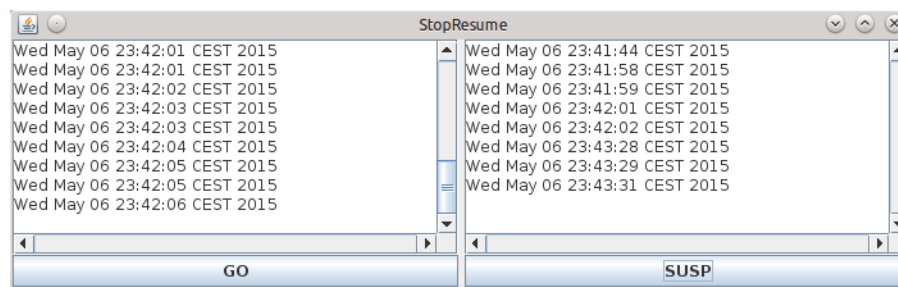 StopResume
Wed May 06 23:42:01 CEST 2015
Wed May 06 23:42:01 CEST 2015
Wed May 06 23:42:02 CEST 2015
Wed May 06 23:42:03 CEST 2015
Wed May 06 23:42:03 CEST 2015
Wed May 06 23:42:04 CEST 2015
Wed May 06 23:42:05 CEST 2015
Wed May 06 23:42:05 CEST 2015
Wed May 06 23:42:06 CEST 2015
GO
Wed May 06 23:41:44 CEST 2015
Wed May 06 23:41:58 CEST 2015
Wed May 06 23:41:59 CEST 2015
Wed May 06 23:42:01 CEST 2015
Wed May 06 23:42:02 CEST 2015
Wed May 06 23:43:28 CEST 2015
Wed May 06 23:43:29 CEST 2015
Wed May 06 23:43:31 CEST 2015
SUSP